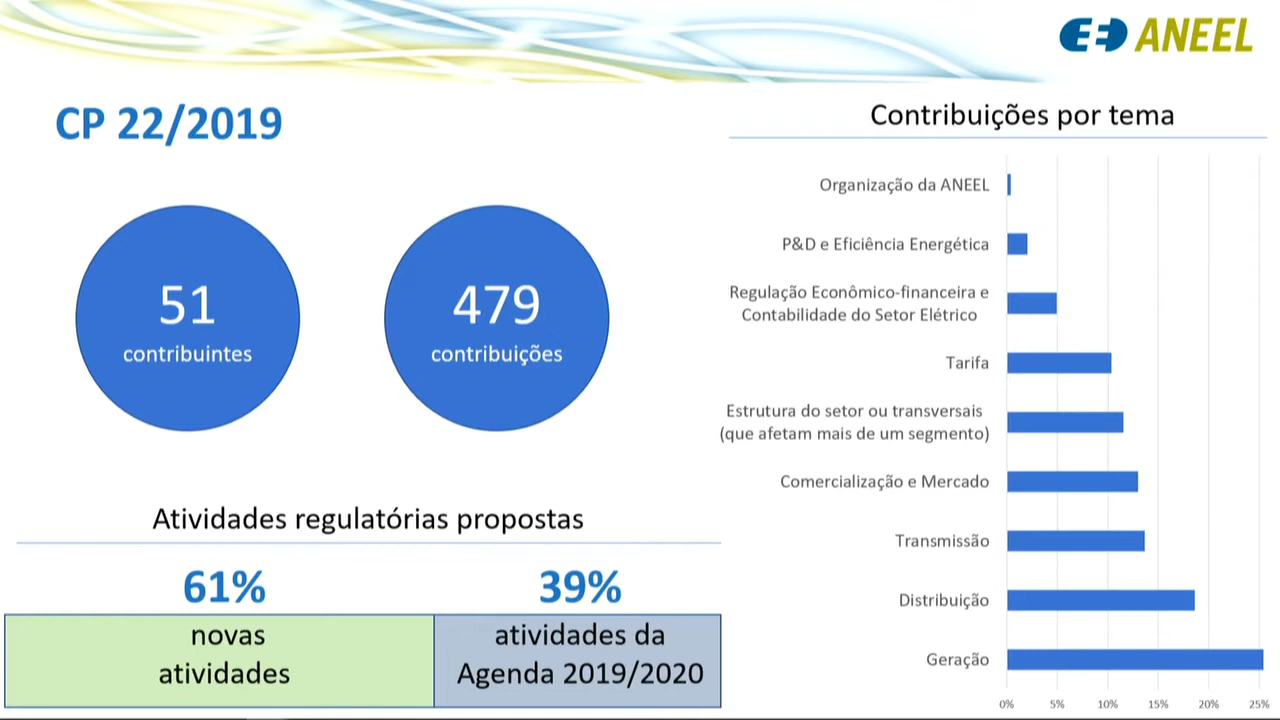 ANEEL
CP 22/2019
51
contribuintes
479
contribuições
Atividades regulatórias propostas
61%
novas
atividades
39%
atividades da
Agenda 2019/2020
Contribuições por tema
Organização da ANEEL
P&D e Eficiência Energética
Regulação Econômico-financeira e
Contabilidade do Setor Elétrico
Tarifa
Estrutura do setor ou transversais
(que afetam mais de um segmento)
Comercialização e Mercado
Transmissão
Distribuição
Geração
0% 5% 10% 15% 20% 25%